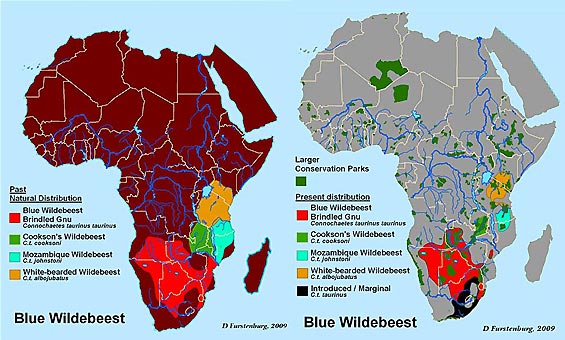 Past
Natural Distribution
Blue Wildebeest
Brindled Gnu
Connochaetes taurinus taurinus
Cookson's Wildebeest
C.t. cooksoni
Mozambique Wildebeest
C.t. johnstoni
White-bearded Wildebeest
C.t. albojubatus
Blue Wildebeest
D Furstenburg, 2009
Larger
Conservation Parks
Present distribution
Blue Wildebeest
Brindled Gnu
Connochaetus taurinus taurinus
Cookson's Wildebeest
C.t. cooksoni
Mozambique Wildebeest
C.t. johnstoni
White-bearded Wildebeest
C.t. albojubatus
Introduced / Marginal
C.t. taurinus
Blue Wildebeest
D Furstenburg, 2009